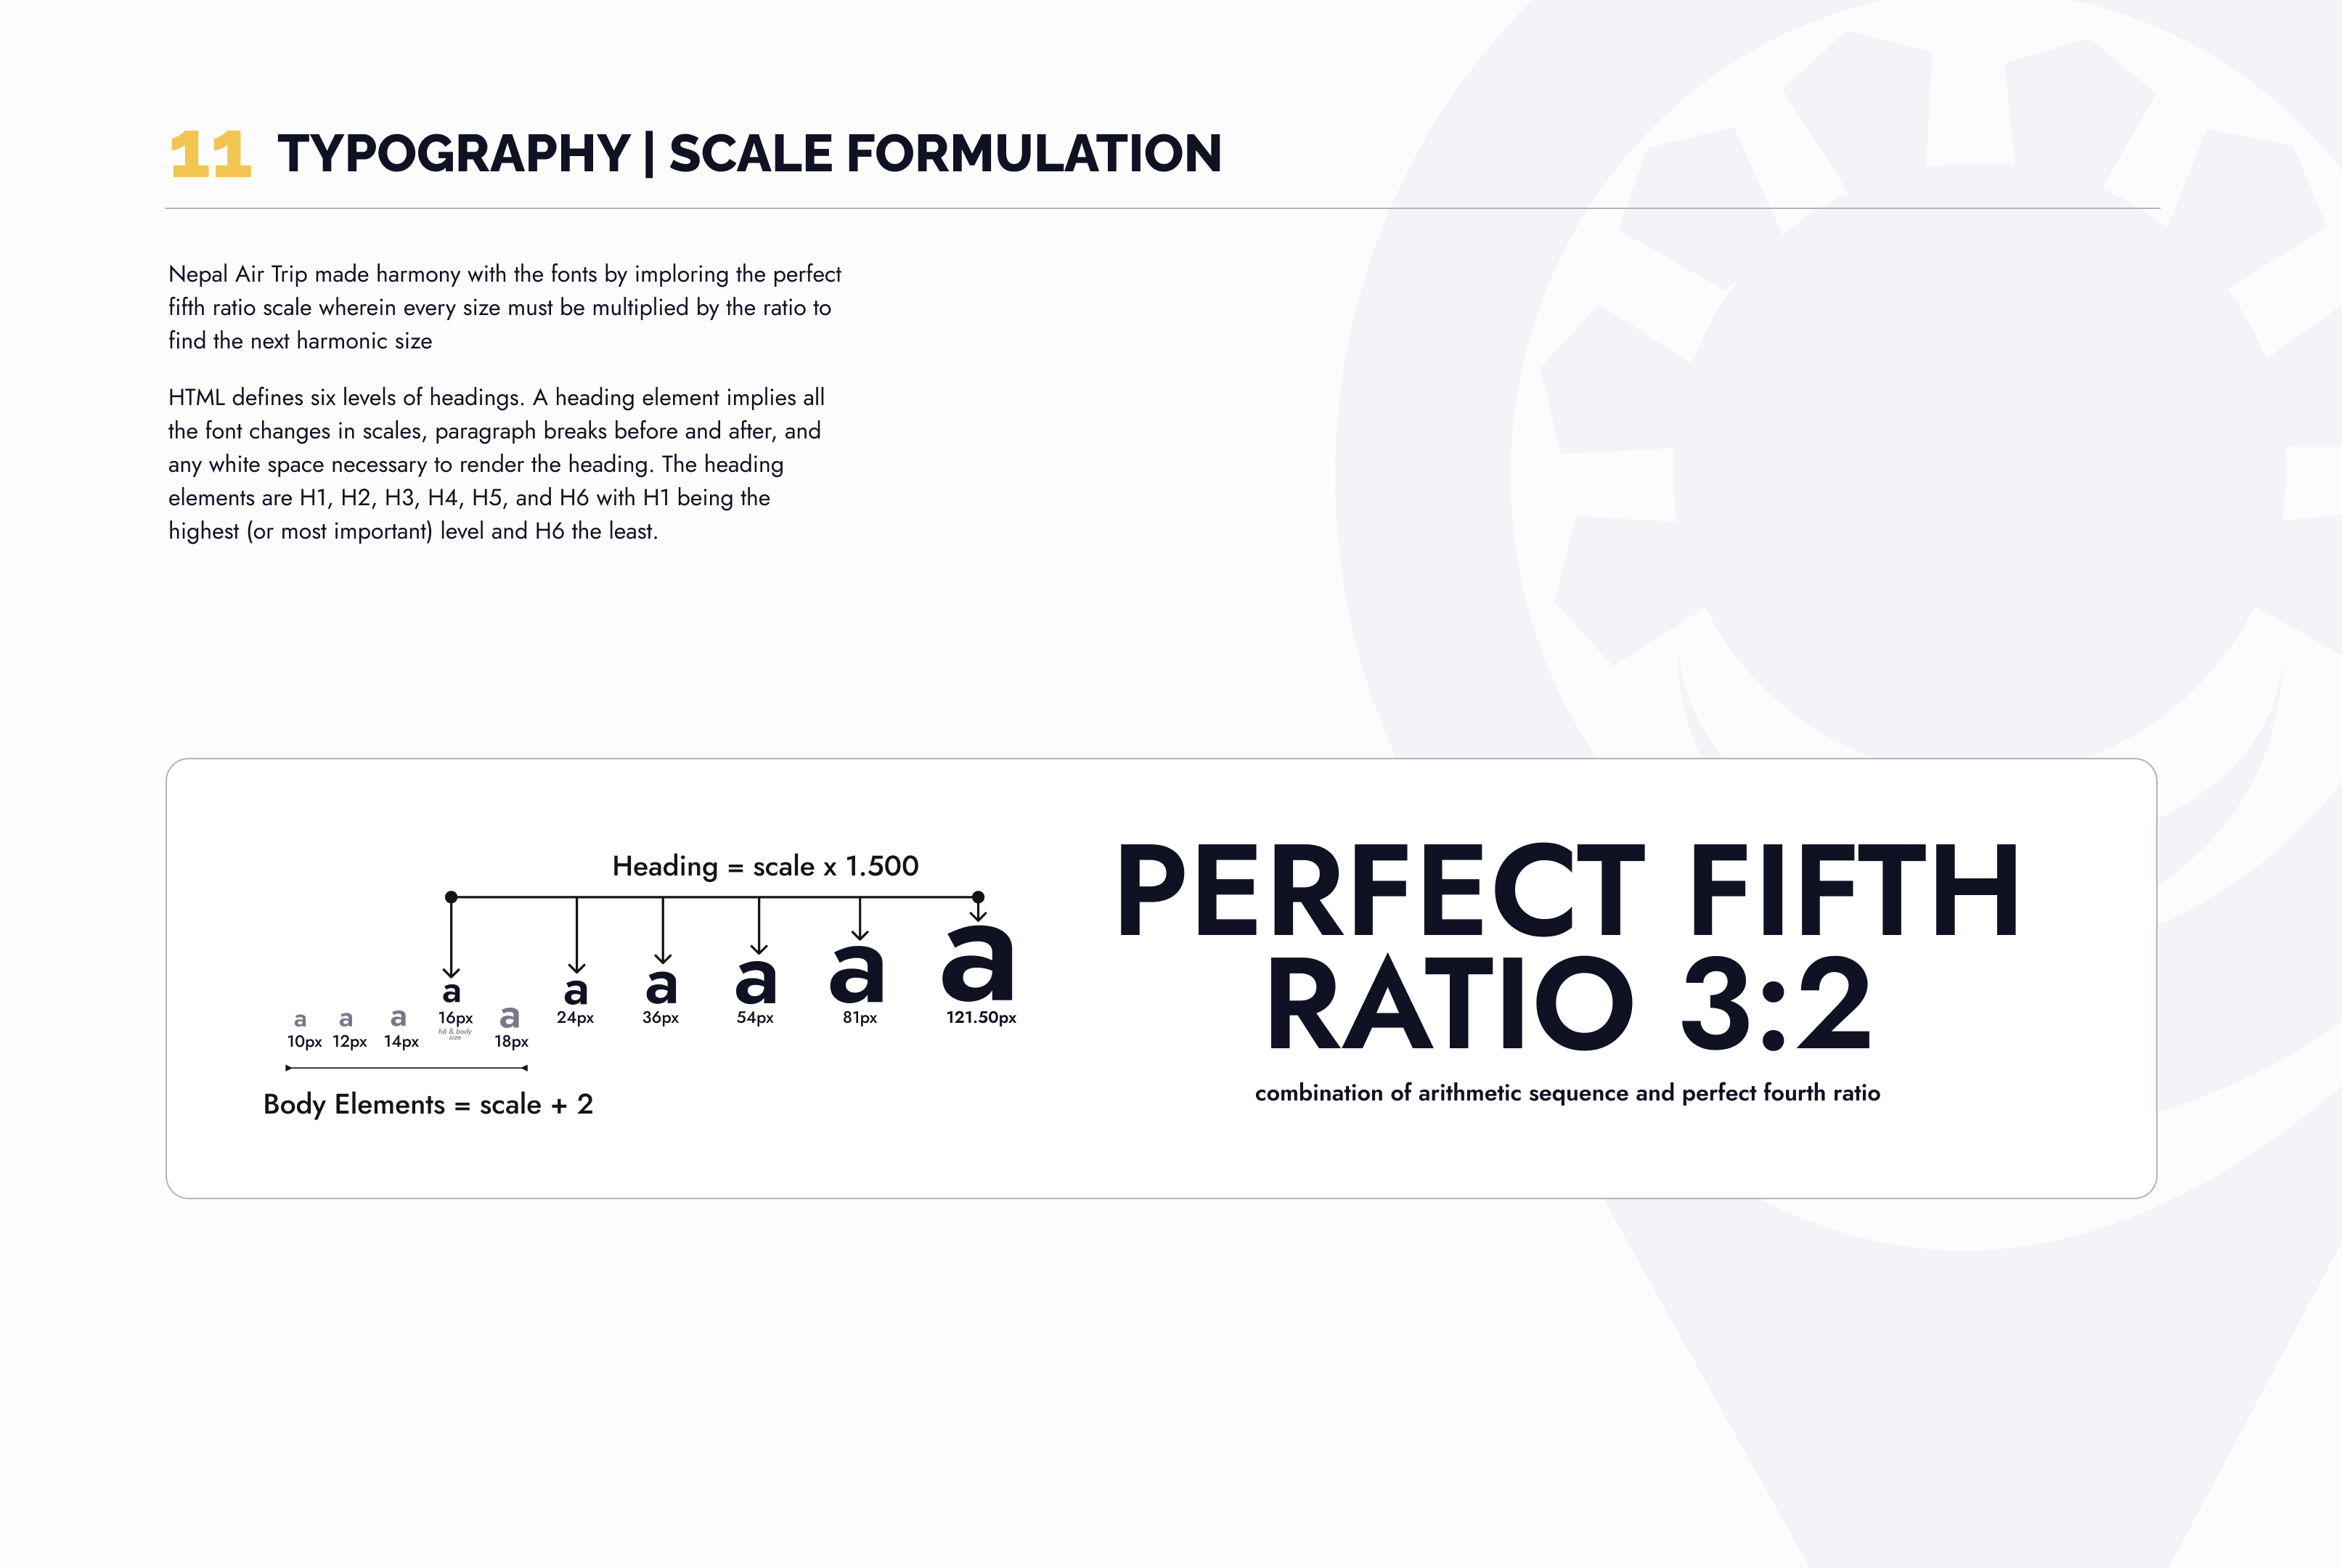 11 TYPOGRAPHY | SCALE FORMULATION
Nepal Air Trip made harmony with the fonts by imploring the perfect
fifth ratio scale wherein every size must be multiplied by the ratio to
find the next harmonic size
HTML defines six levels of headings. A heading element implies all
the font changes in scales, paragraph breaks before and after, and
any white space necessary to render the heading. The heading
elements are H1, H2, H3, H4, H5, and H6 with H1 being the
highest (or most important) level and H6 the least.
Heading = scale x 1.500
a a a a a a a a a a
10px 12px 14px 16px 18px 24px 36px 54px 81px 121.50px
h6 & body
size
Body Elements = scale + 2
PERFECT FIFTH
RATIO 3:2
combination of arithmetic sequence and perfect fourth ratio